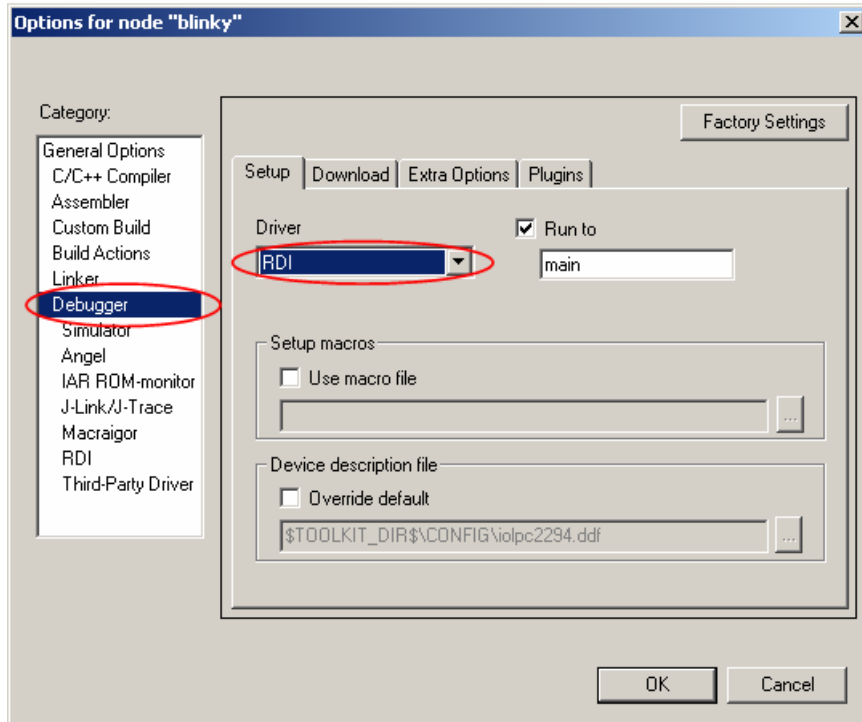 Options for node "blinky"
Category:
General Options
C/C++ Compiler
Assembler
Custom Build
Build Actions
Linker
Debugger
Simulator
Angel
IAR ROM-monitor
J-Link/J-Trace
Macraigor
RDI
Third-Party Driver
Factory Settings
Setup Download Extra Options Plugins
Driver Run to
RDI main
Setup macros
Use macro file
...
Device description file
Override default
$TOOLKIT_DIR$\CONFIG\iolpc2294.ddf ...
OK Cancel